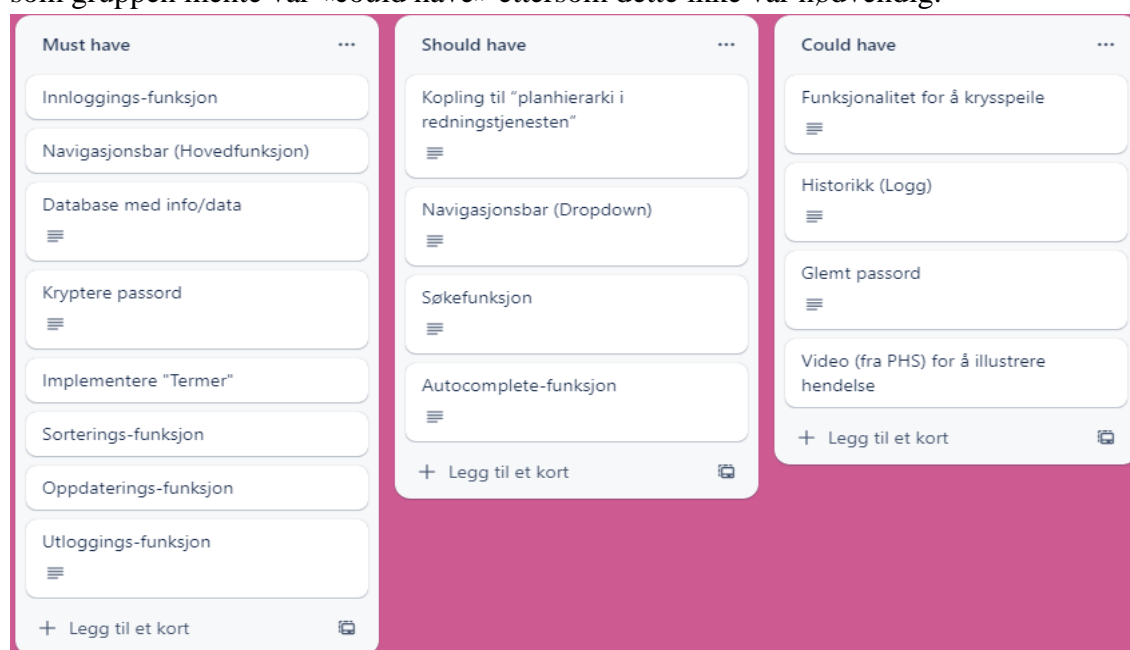 som gruppen mente var «could have» ettersom dette ikke var nødvendig.
Must have
Innloggings-funksjon
Navigasjonsbar (Hovedfunksjon)
Database med info/data
Kryptere passord
Implementere "Termer"
Sorterings-funksjon
Oppdaterings-funksjon
Utloggings-funksjon
+ Legg til et kort
Should have
Kopling til “planhierarki i
redningstjenesten”
Navigasjonsbar (Dropdown)
Søkefunksjon
Autocomplete-funksjon
+ Legg til et kort
Could have
Funksjonalitet for å krysspeile
Historikk (Logg)
Glemt passord
Video (fra PHS) for å illustrere
hendelse
+ Legg til et kort